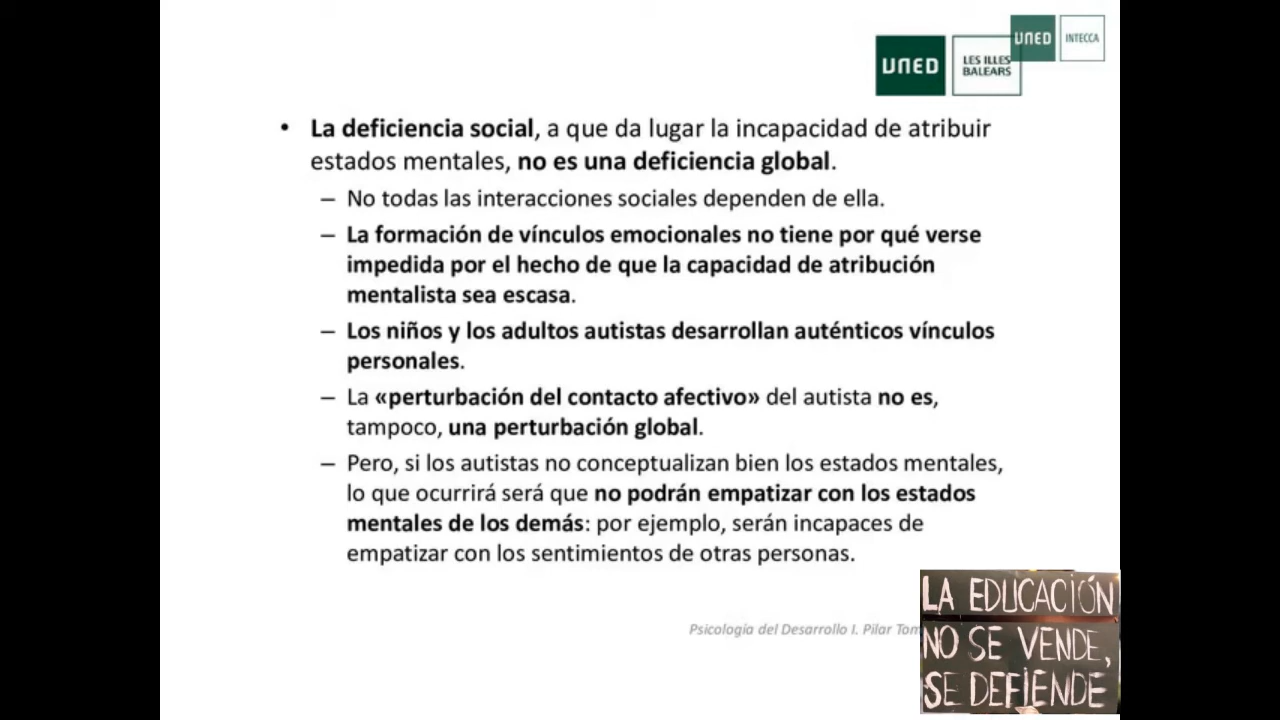 UNED
LES ILLES
BALEARS
UNED
INTECCA
• La deficiencia social, a que da lugar la incapacidad de atribuir
estados mentales, no es una deficiencia global.
– No todas las interacciones sociales dependen de ella.
– La formación de vínculos emocionales no tiene por qué verse
impedida por el hecho de que la capacidad de atribución
mentalista sea escasa.
– Los niños y los adultos autistas desarrollan auténticos vínculos
personales.
– La «perturbación del contacto afectivo» del autista no es,
tampoco, una perturbación global.
– Pero, si los autistas no conceptualizan bien los estados mentales,
lo que ocurrirá será que no podrán empatizar con los estados
mentales de los demás: por ejemplo, serán incapaces de
empatizar con los sentimientos de otras personas.
Psicología del Desarrollo I. Pilar
LA EDUCACIÓN
NO SE VENDE,
SE DEFIENDE